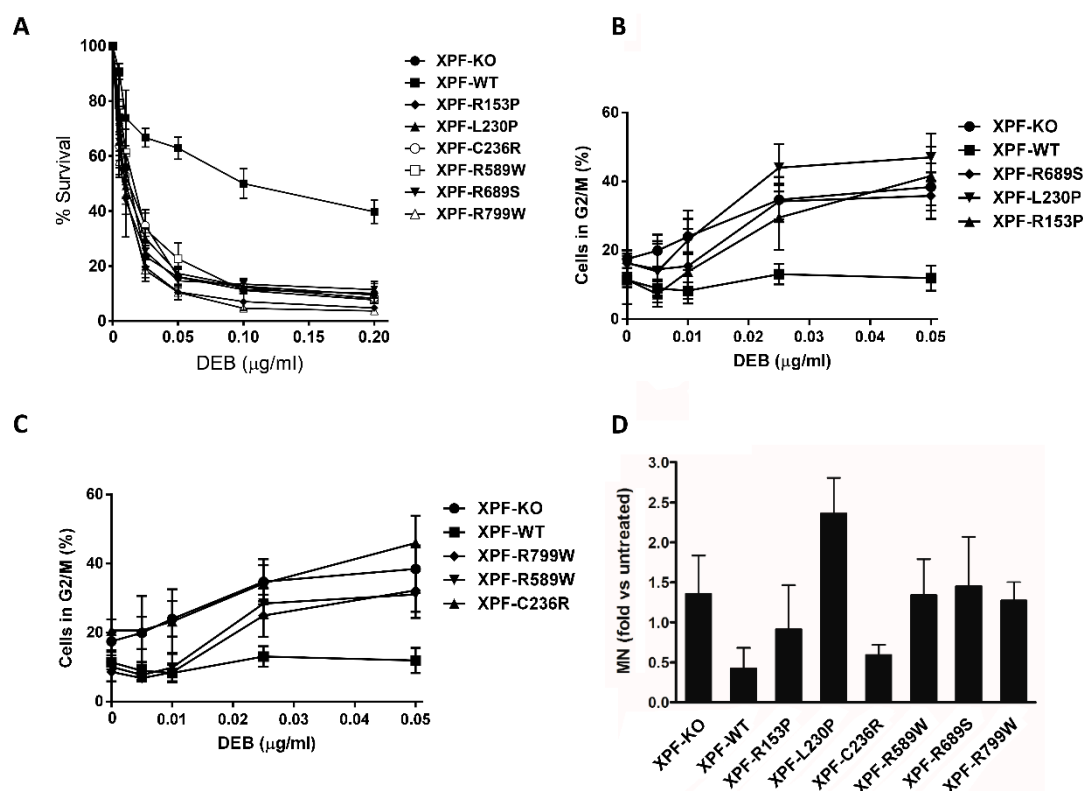 A
100
80
60
40
20
0
% Survival
0
0.05
0.10
0.15
0.20
DEB (μg/ml)
XPF-KO
XPF-WT
XPF-R153P
XPF-L230P
XPF-C236R
XPF-R589W
XPF-R689S
XPF-R799W
B
60
40
20
0
Cells in G2/M (%)
0
0.01
0.02
0.03
0.04
0.05
DEB (μg/ml)
XPF-KO
XPF-WT
XPF-R689S
XPF-L230P
XPF-R153P
C
60
40
20
0
Cells in G2/M (%)
0
0.01
0.02
0.03
0.04
0.05
DEB (μg/ml)
XPF-KO
XPF-WT
XPF-R799W
XPF-R589W
XPF-C236R
D
3.0
2.5
2.0
1.5
1.0
0.5
0.0
MN (fold vs untreated)
XPF-KO
XPF-WT
XPF-R153P
XPF-L230P
XPF-C236R
XPF-R589W
XPF-R689S
XPF-R799W